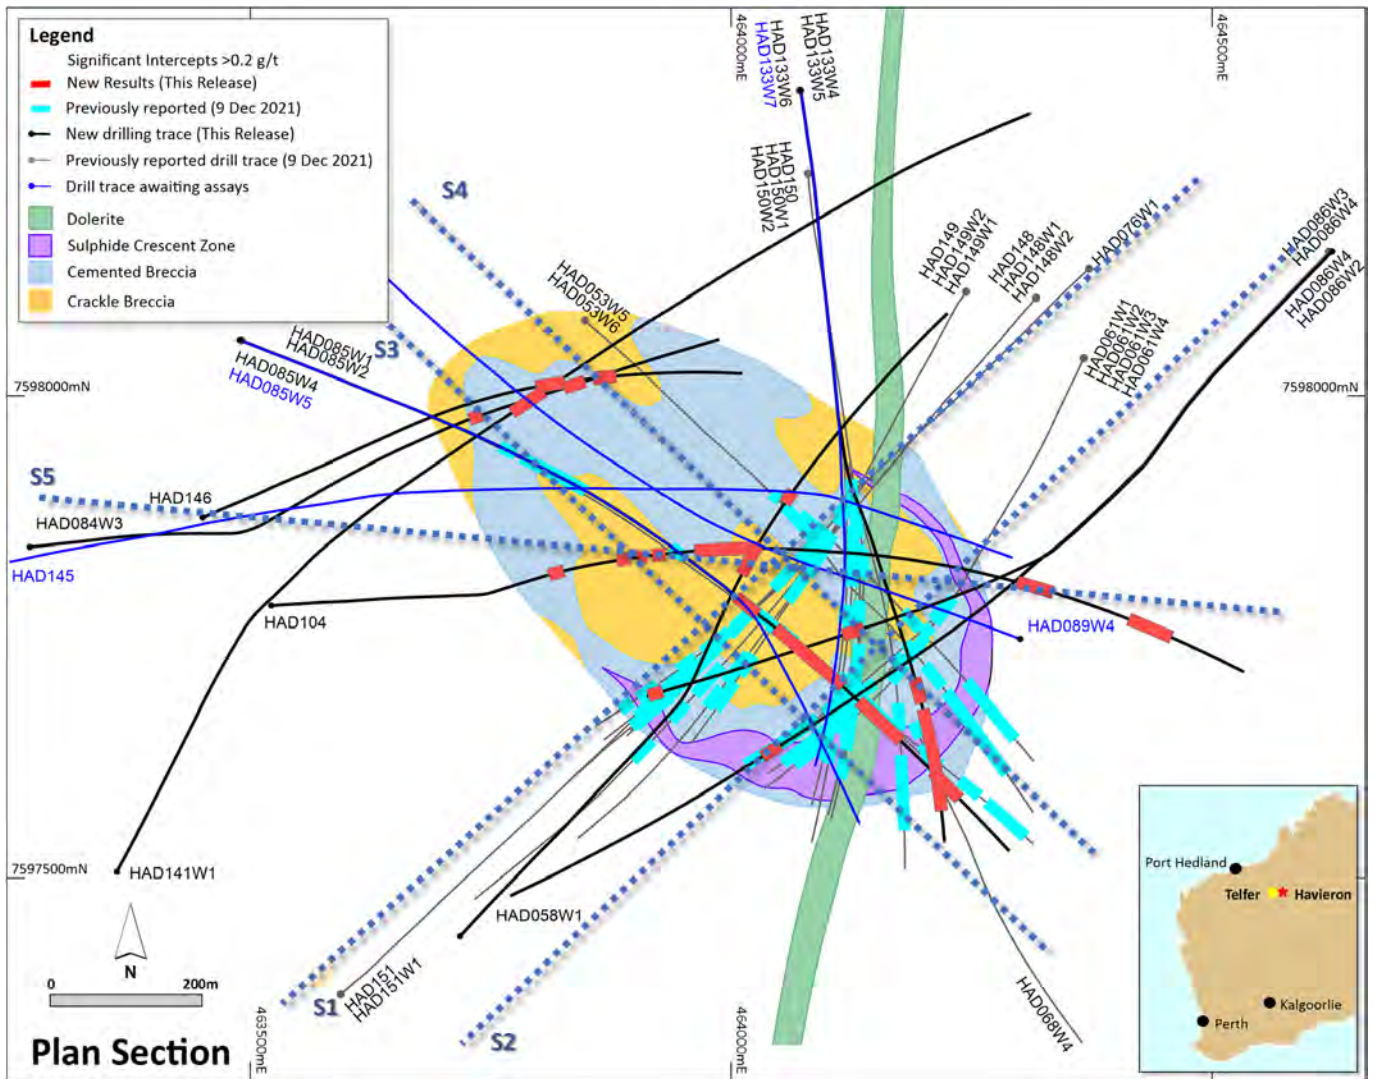 Legend
Significant Intercepts >0.2 g/t
New Results (This Release)
Previously reported (9 Dec 2021)
New drilling trace (This Release)
Previously reported drill trace (9 Dec 2021)
Drill trace awaiting assays
Dolerite
Sulphide Crescent Zone
Cemented Breccia
Crackle Breccia
464000mE
464500mE
HAD133W4
HAD133W5
HAD133W6
HAD133W7
HAD150
HAD150W1
HAD150W2
S4
HAD149
HAD149W2
HAD149W1
HAD148
HAD148W1
HAD148W2
HAD076W1
HAD086W3
HAD086W4
HAD086W4
HAD086W2
HAD053W5
HAD053W6
HAD061W1
HAD061W2
HAD061W3
HAD061W4
HAD085W1
HAD085W2
S3
HAD085W4
HAD085W5
7598000mN
7598000mN
S5
HAD146
HAD084W3
HAD145
HAD104
HAD089W4
7597500mN
HAD141W1
HAD058W1
N
0
200m
S1
HAD151
HAD151W1
S2
HAD068W4
463500mE
464000mE
Plan Section
Port Hedland
Telfer
Havieron
Kalgoorlie
Perth